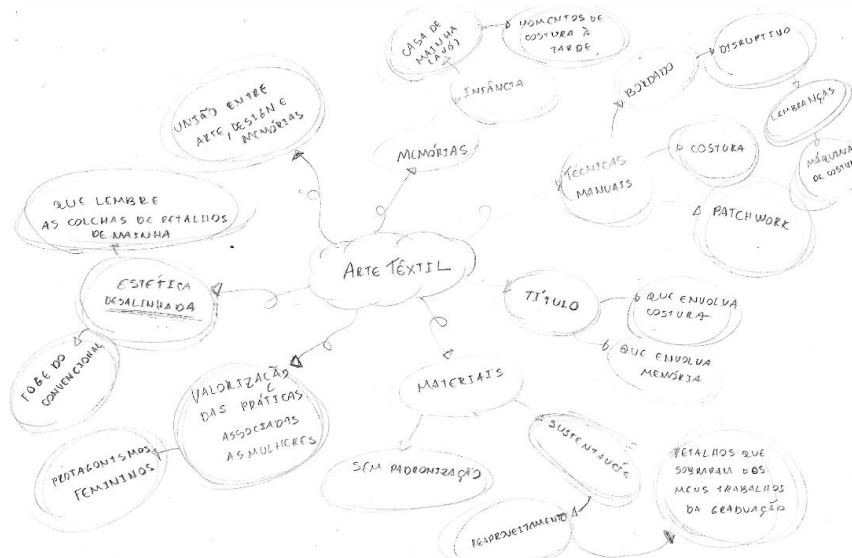 ARTE TÊXTIL
UNIÃO ENTRE
ARTE, DESIGN E
MEMÓRIAS
MEMÓRIAS
INFÂNCIA
CASA DE
MAINHA
(AVÓ)
MOMENTOS DE
COSTURA À
TARDE
TÉCNICAS
MANUAIS
BORDADO
DISRUPTIVO
LEMBRANÇAS
MÁQUINA
DE COSTURA
COSTURA
PATCHWORK
TÍTULO
QUE ENVOLVA
COSTURA
QUE ENVOLVA
MEMÓRIA
MATERIAIS
SEM PADRONIZAÇÃO
SUSTENTÁVEIS
REAPROVEITAMENTO
RETALHOS QUE
SOBRARAM DOS
MEUS TRABALHOS
DA GRADUAÇÃO
VALORIZAÇÃO
DAS PRÁTICAS
ASSOCIADAS
AS MULHERES
PROTAGONISMOS
FEMININOS
ESTÉTICA
DESALINHADA
QUE LEMBRE
AS COLCHAS DE RETALHOS
DE MAINHA
FOGE DO
CONVENCIONAL